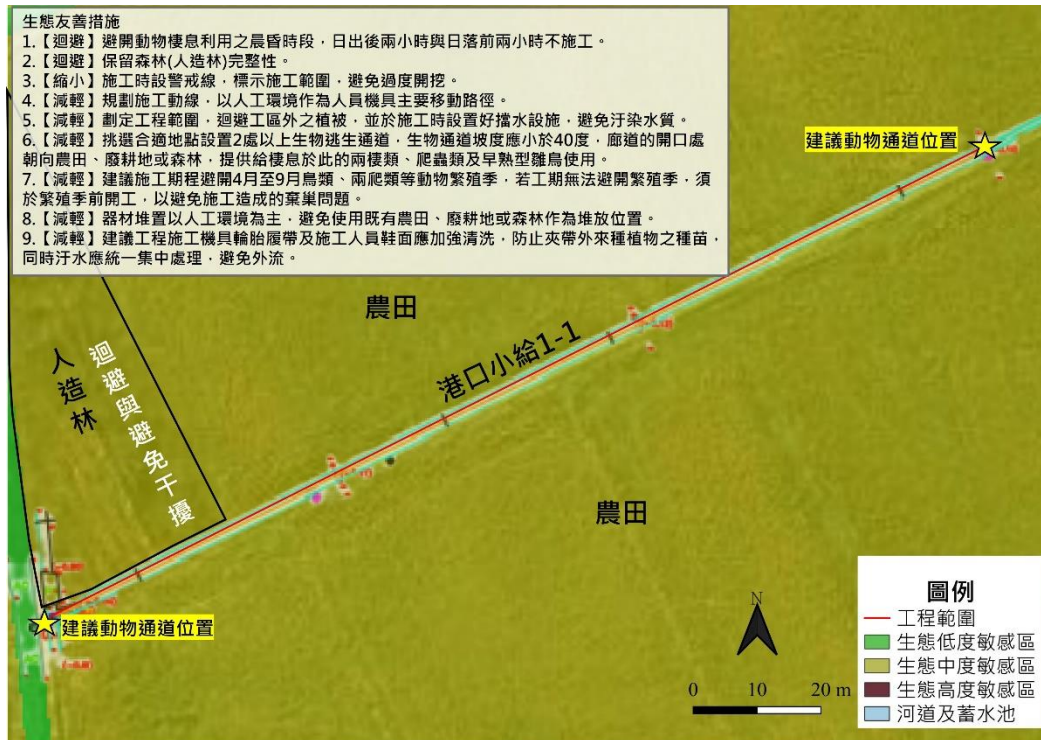 生態友善措施
1.【迴避】避開動物棲息利用之晨昏時段，日出後兩小時與日落前兩小時不施工。
2.【迴避】保留森林(人造林)完整性。
3.【縮小】施工時設警戒線，標示施工範圍，避免過度開挖。
4.【減輕】規劃施工動線，以人工環境作為人員機具主要移動路徑。
5.【減輕】劃定工程範圍，迴避工區外之植被，並於施工時設置好擋水設施，避免汙染水質。
6.【減輕】挑選合適地點設置2處以上生物逃生通道，生物通道坡度應小於40度，廊道的開口處
朝向農田、廢耕地或森林，提供給棲息於此的兩棲類、爬蟲類及早熟型雛鳥使用。
7.【減輕】建議施工期程避開4月至9月鳥類、兩爬類等動物繁殖季，若工期無法避開繁殖季，須
於繁殖季前開工，以避免施工造成的棄巢問題。
8.【減輕】器材堆置以人工環境為主，避免使用既有農田、廢耕地或森林作為堆放位置。
9.【減輕】建議工程施工機具輪胎履帶及施工人員鞋面應加強清洗，防止夾帶外來種植物之種苗，
同時汙水應統一集中處理，避免外流。
建議動物通道位置
農田
港口小給1-1
人造林
迴避與避免干擾
農田
建議動物通道位置
N
0 10 20 m
圖例
工程範圍
生態低度敏感區
生態中度敏感區
生態高度敏感區
河道及蓄水池